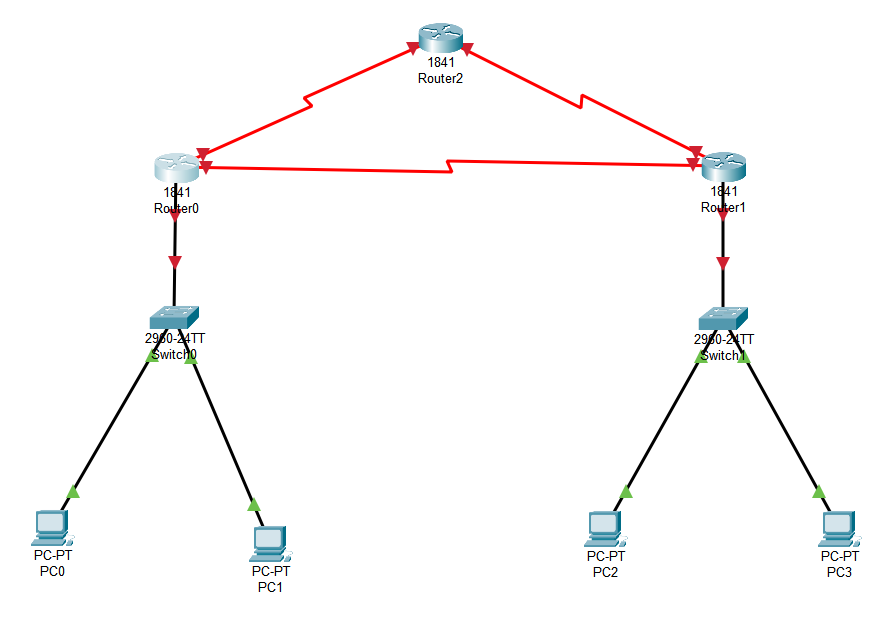 1841
Router2
1841
Router0
1841
Router1
2960-24TT
Switch0
2960-24TT
Switch1
PC-PT
PC0
PC-PT
PC1
PC-PT
PC2
PC-PT
PC3